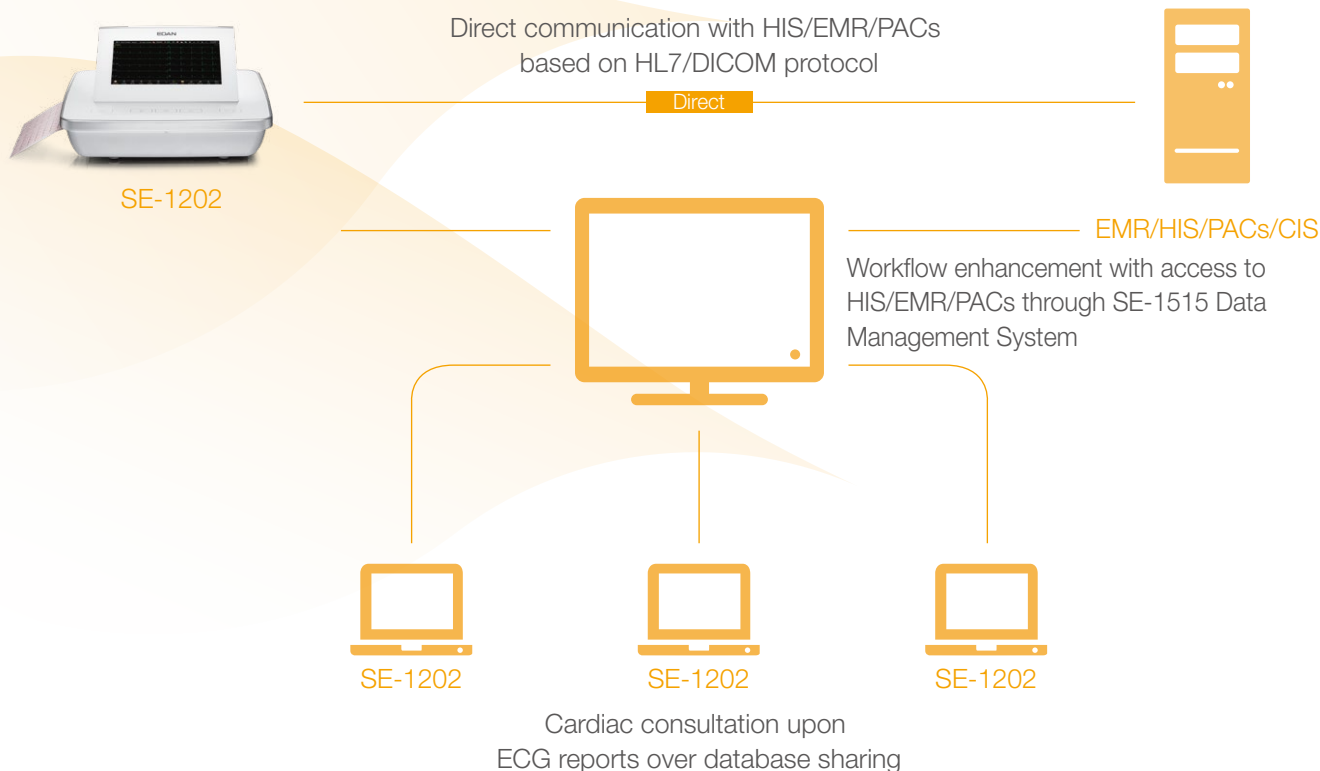 EDAN
Direct communication with HIS/EMR/PACs
based on HL7/DICOM protocol
Direct
SE-1202
EMR/HIS/PACs/CIS
Workflow enhancement with access to
HIS/EMR/PACs through SE-1515 Data
Management System
SE-1202
SE-1202
SE-1202
Cardiac consultation upon
ECG reports over database sharing